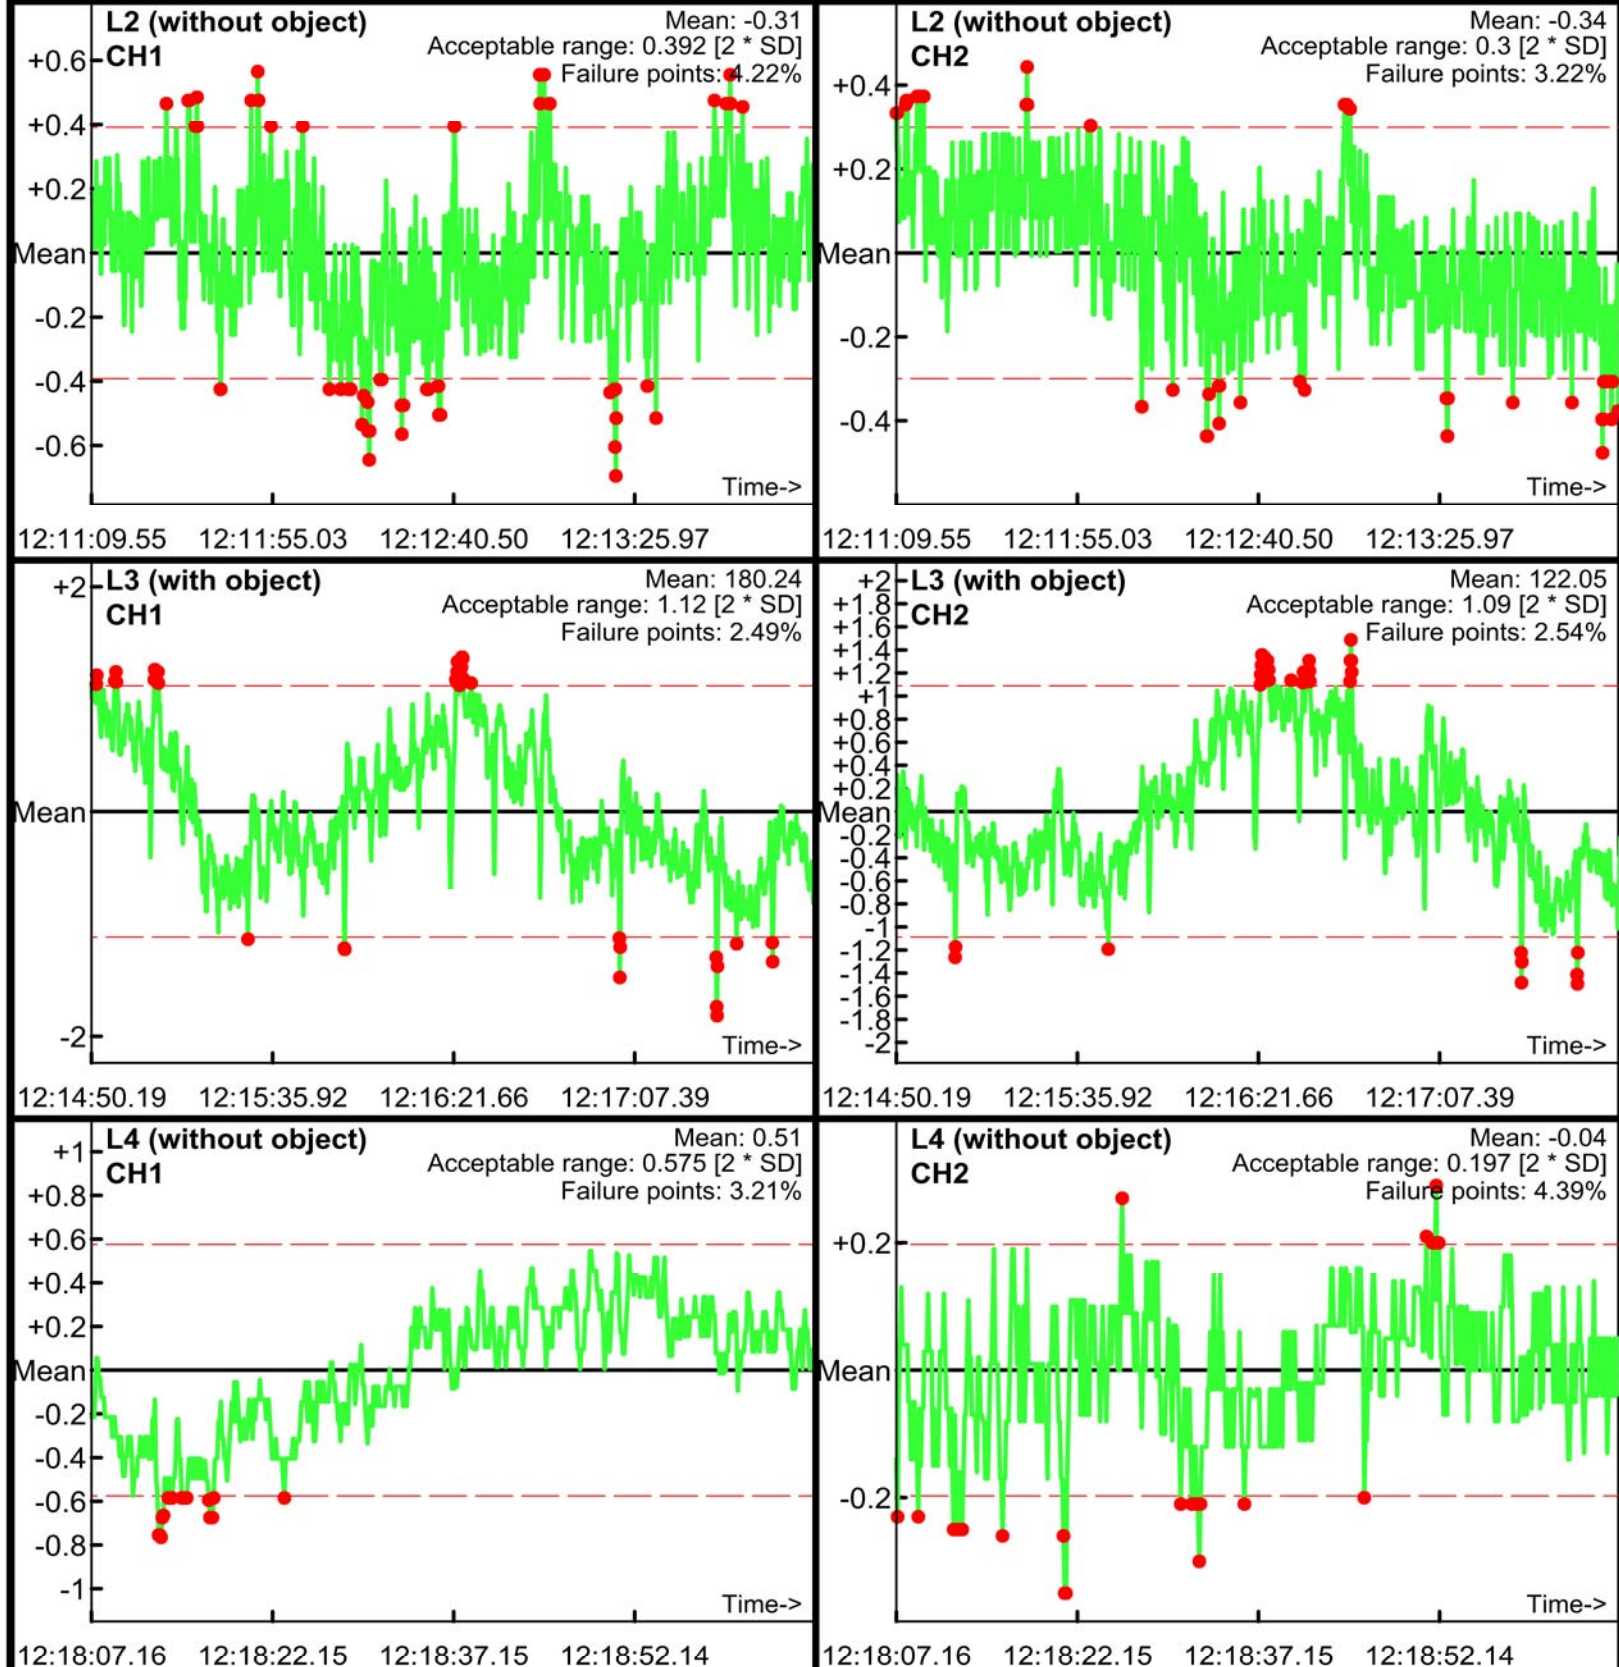 L2 (without object)
CH1
Mean: -0.31
Acceptable range: 0.392 [2 * SD]
Failure points: 4.22%
+0.6
+0.4
+0.2
Mean
-0.2
-0.4
-0.6
Time->
12:11:09.55 12:11:55.03 12:12:40.50 12:13:25.97
L2 (without object)
CH2
Mean: -0.34
Acceptable range: 0.3 [2 * SD]
Failure points: 3.22%
+0.4
+0.2
Mean
-0.2
-0.4
Time->
12:11:09.55 12:11:55.03 12:12:40.50 12:13:25.97
L3 (with object)
CH1
Mean: 180.24
Acceptable range: 1.12 [2 * SD]
Failure points: 2.49%
+2
Mean
-2
Time->
12:14:50.19 12:15:35.92 12:16:21.66 12:17:07.39
L3 (with object)
CH2
Mean: 122.05
Acceptable range: 1.09 [2 * SD]
Failure points: 2.54%
+2
+1.8
+1.6
+1.4
+1.2
+1
+0.8
+0.6
+0.4
+0.2
Mean
-0.2
-0.4
-0.6
-0.8
-1
-1.2
-1.4
-1.6
-1.8
-2
Time->
12:14:50.19 12:15:35.92 12:16:21.66 12:17:07.39
L4 (without object)
CH1
Mean: 0.51
Acceptable range: 0.575 [2 * SD]
Failure points: 3.21%
+1
+0.8
+0.6
+0.4
+0.2
Mean
-0.2
-0.4
-0.6
-0.8
-1
Time->
12:18:07.16 12:18:22.15 12:18:37.15 12:18:52.14
L4 (without object)
CH2
Mean: -0.04
Acceptable range: 0.197 [2 * SD]
Failure points: 4.39%
+0.2
Mean
-0.2
Time->
12:18:07.16 12:18:22.15 12:18:37.15 12:18:52.14